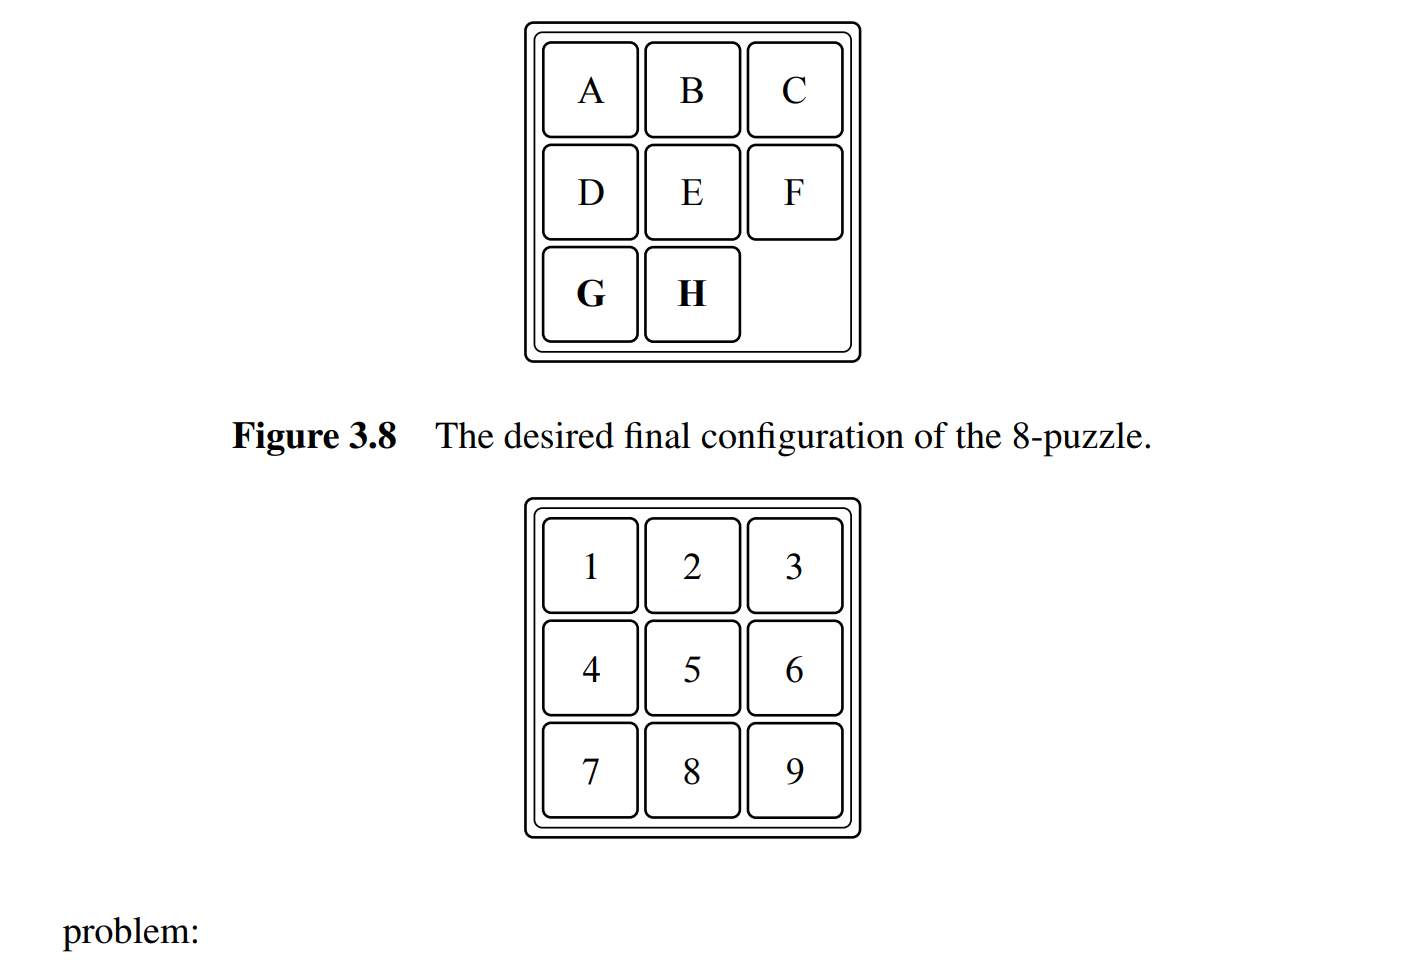 A B C
D E F
G H
Figure 3.8 The desired final configuration of the 8-puzzle.
1 2 3
4 5 6
7 8 9
problem: